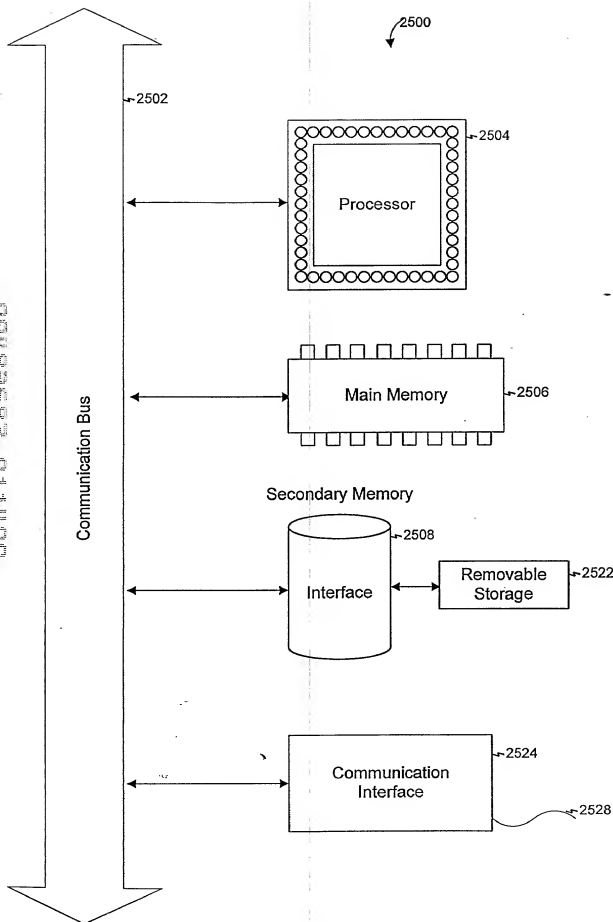 2500
2502
2504
Processor
Main Memory
2506
Communication Bus
Secondary Memory
2508
Interface
Removable
Storage
2522
2524
Communication
Interface
2528